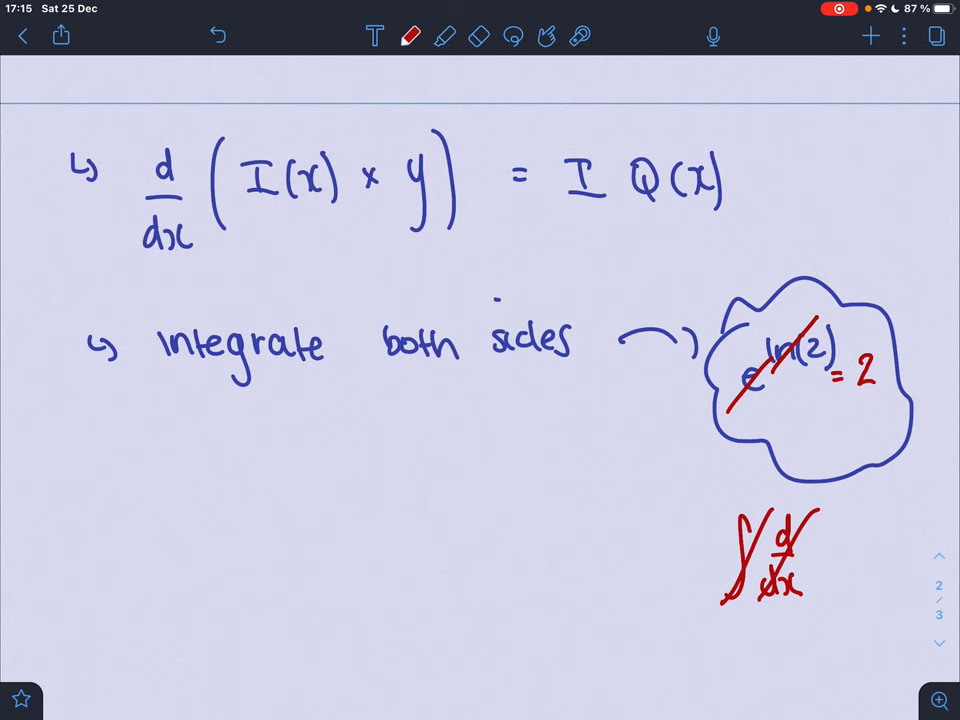 17:15 Sat 25 Dec 87 %
↳ d/dx ( I(x) × y ) = I Q(x)
↳ integrate both sides
e^ln(2) = 2
∫ d/dx
2
/
3